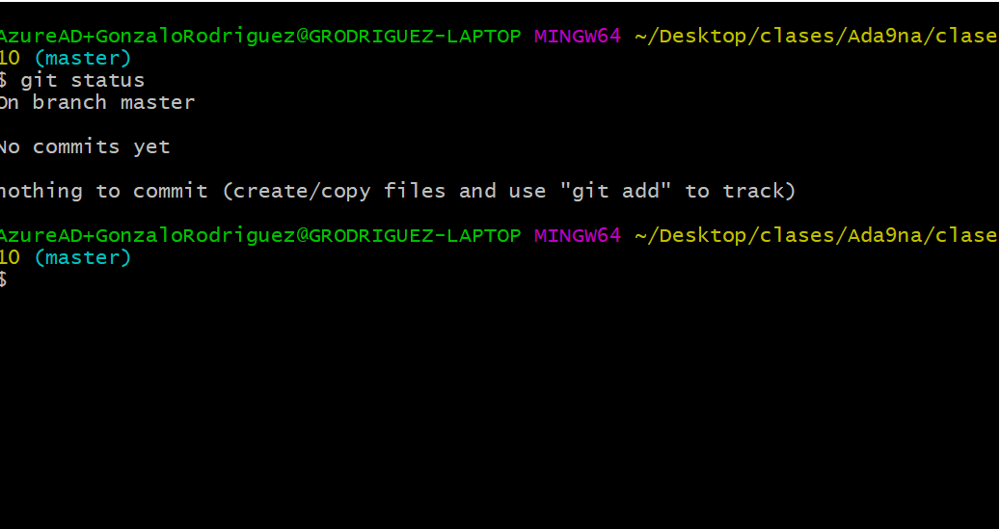 AzureAD+GonzaloRodriguez@GRODRIGUEZ-LAPTOP MINGW64 ~/Desktop/clases/Ada9na/clase
10 (master)
$ git status
On branch master
No commits yet
nothing to commit (create/copy files and use "git add" to track)
AzureAD+GonzaloRodriguez@GRODRIGUEZ-LAPTOP MINGW64 ~/Desktop/clases/Ada9na/clase
10 (master)
$